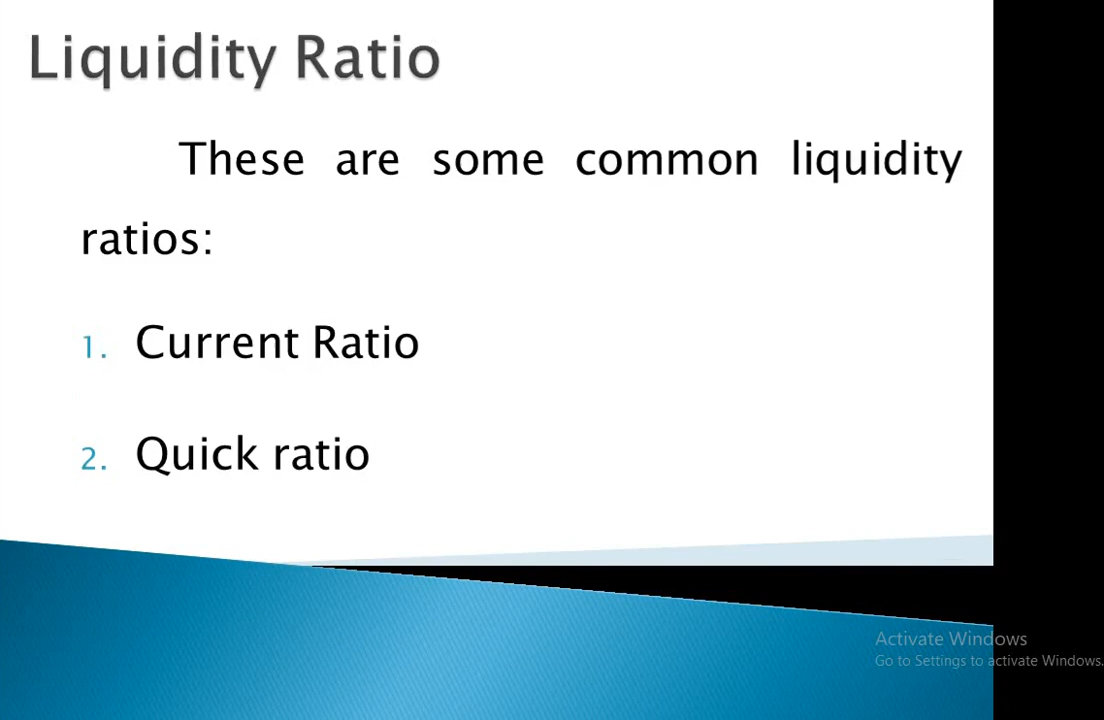 Liquidity Ratio
These are some common liquidity
ratios:
1. Current Ratio
2. Quick ratio
Activate Windows
Go to Settings to activate Windows.